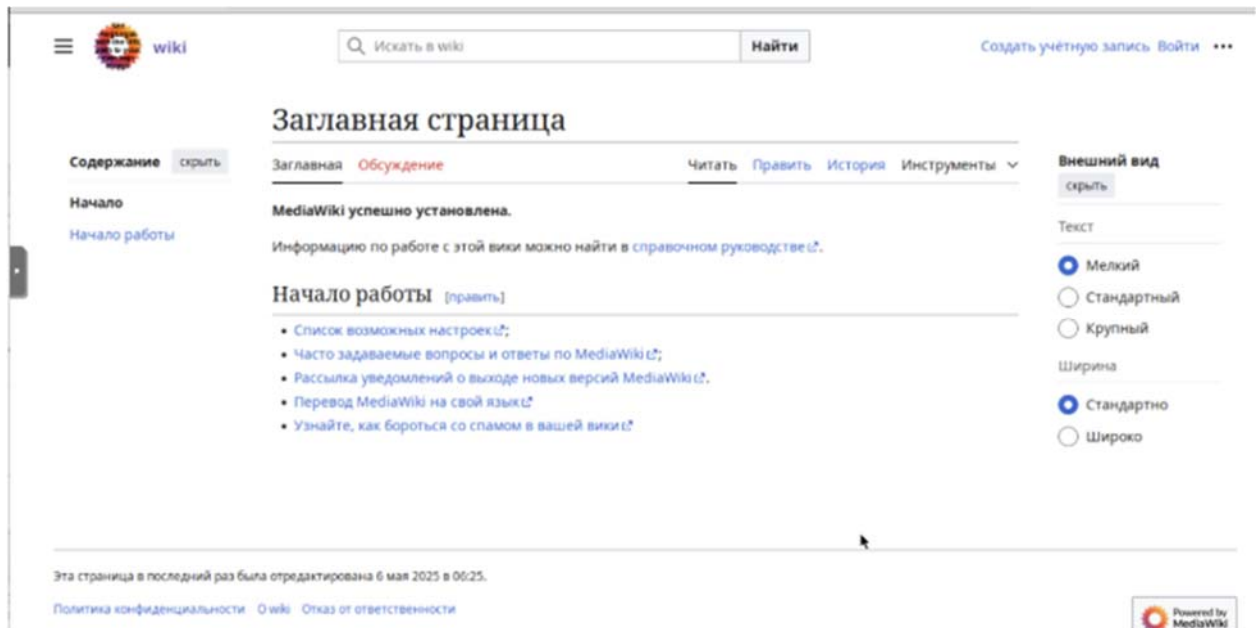 wiki
Искать в wiki
Найти
Создать учётную запись Войти
Заглавная страница
Содержание скрыть
Заглавная Обсуждение
Читать Править История Инструменты
Внешний вид
скрыть
Начало
Начало работы
MediaWiki успешно установлена.
Информацию по работе с этой вики можно найти в справочном руководстве.
Начало работы [править]
• Список возможных настроек;
• Часто задаваемые вопросы и ответы по MediaWiki;
• Рассылка уведомлений о выходе новых версий MediaWiki.
• Перевод MediaWiki на свой язык
• Узнайте, как бороться со спамом в вашей вики
Текст
Мелкий
Стандартный
Крупный
Ширина
Стандартно
Широко
Эта страница в последний раз была отредактирована 6 мая 2025 в 06:25.
Политика конфиденциальности О wiki Отказ от ответственности
Powered by
MediaWiki